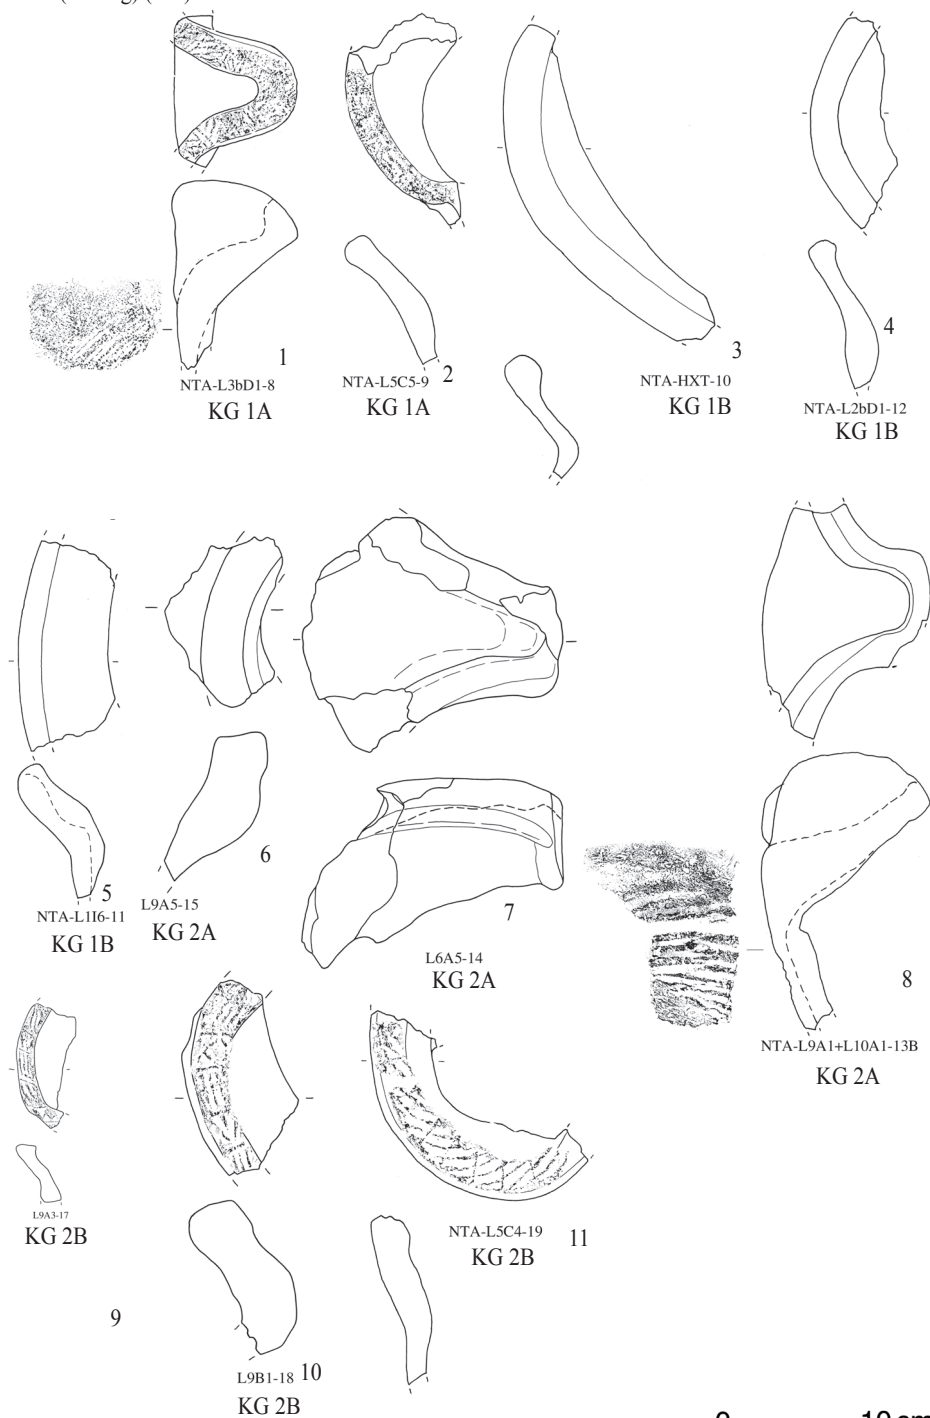 1
NTA-L3bD1-8
KG 1A
2
NTA-L5C5-9
KG 1A
3
NTA-HXT-10
KG 1B
4
NTA-L2bD1-12
KG 1B
5
NTA-L1I6-11
KG 1B
6
L9A5-15
KG 2A
7
L6A5-14
KG 2A
8
NTA-L9A1+L10A1-13B
KG 2A
L9A3-17
KG 2B
9
L9B1-18 10
KG 2B
NTA-L5C4-19 11
KG 2B